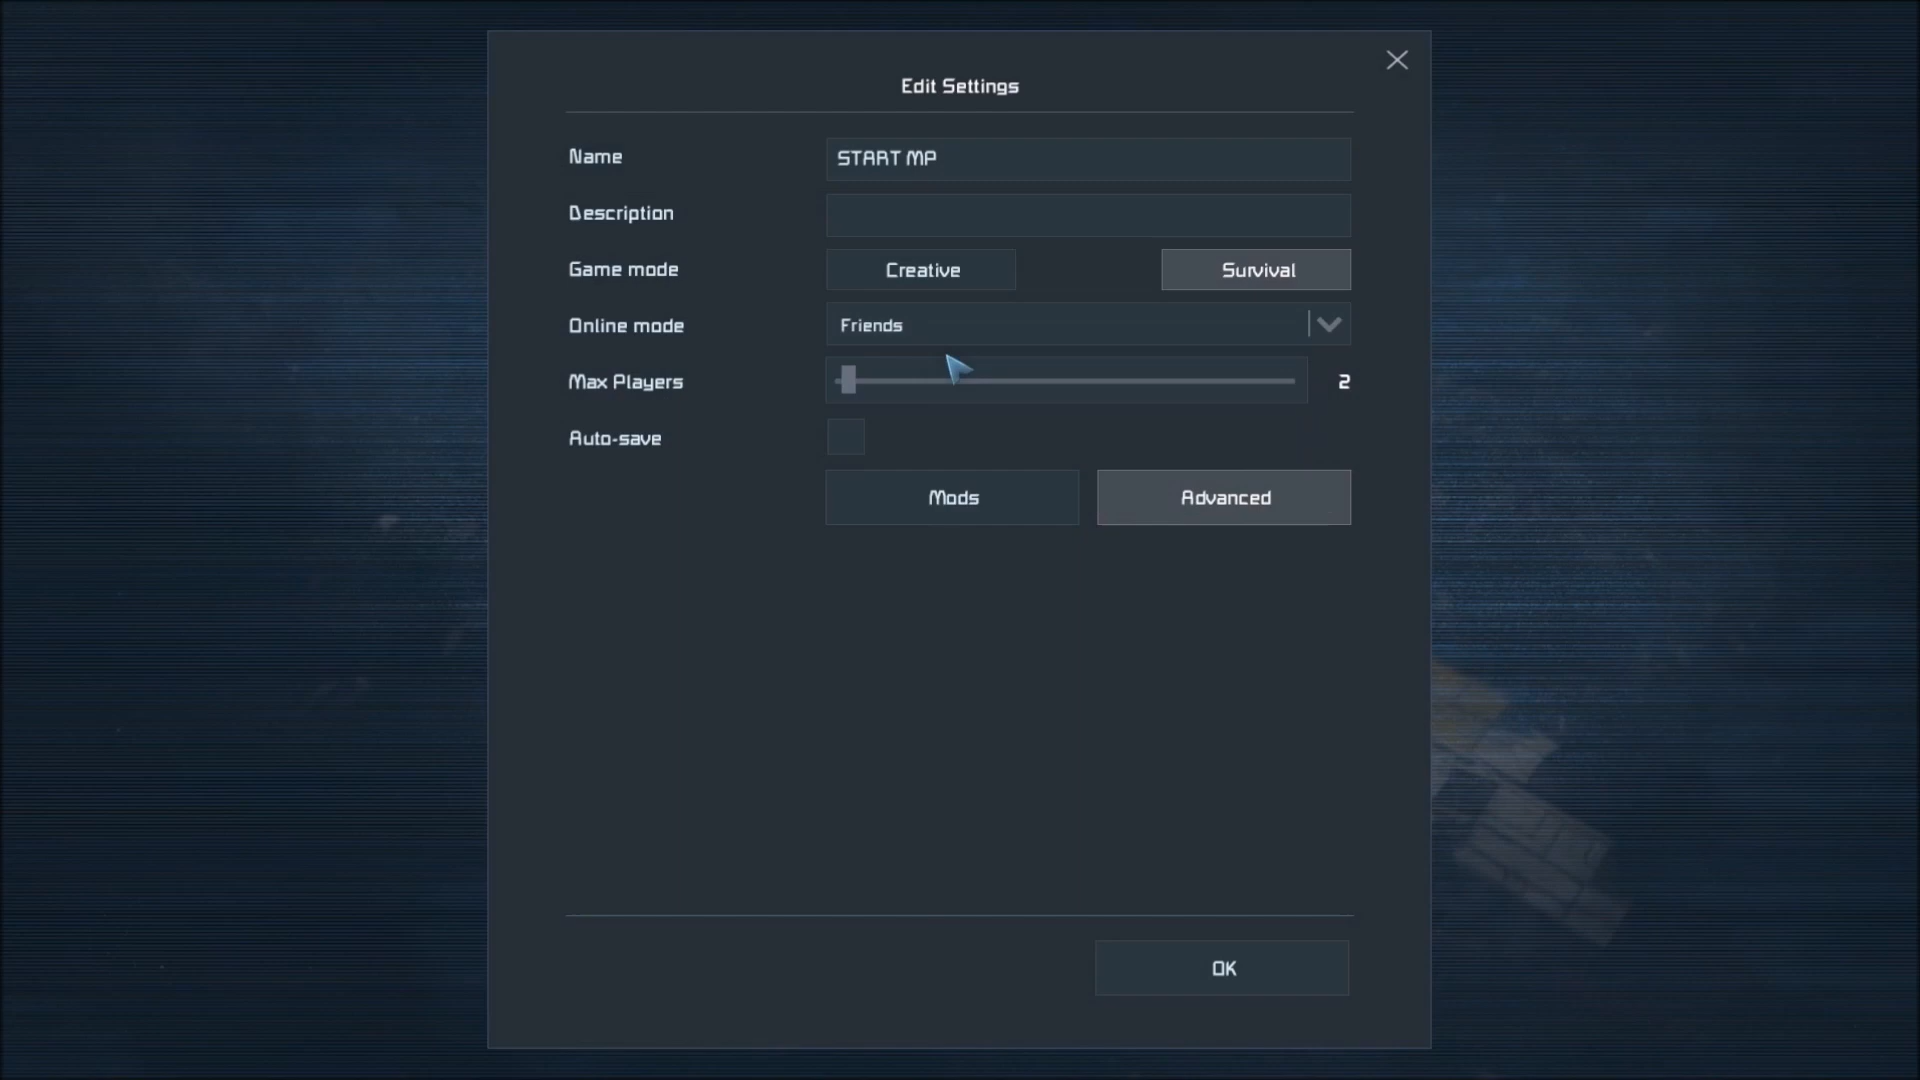 Edit Settings
Name
START MP
Description
Game mode
Creative
Survival
Online mode
Friends
Max Players
2
Auto-save
Mods
Advanced
OK